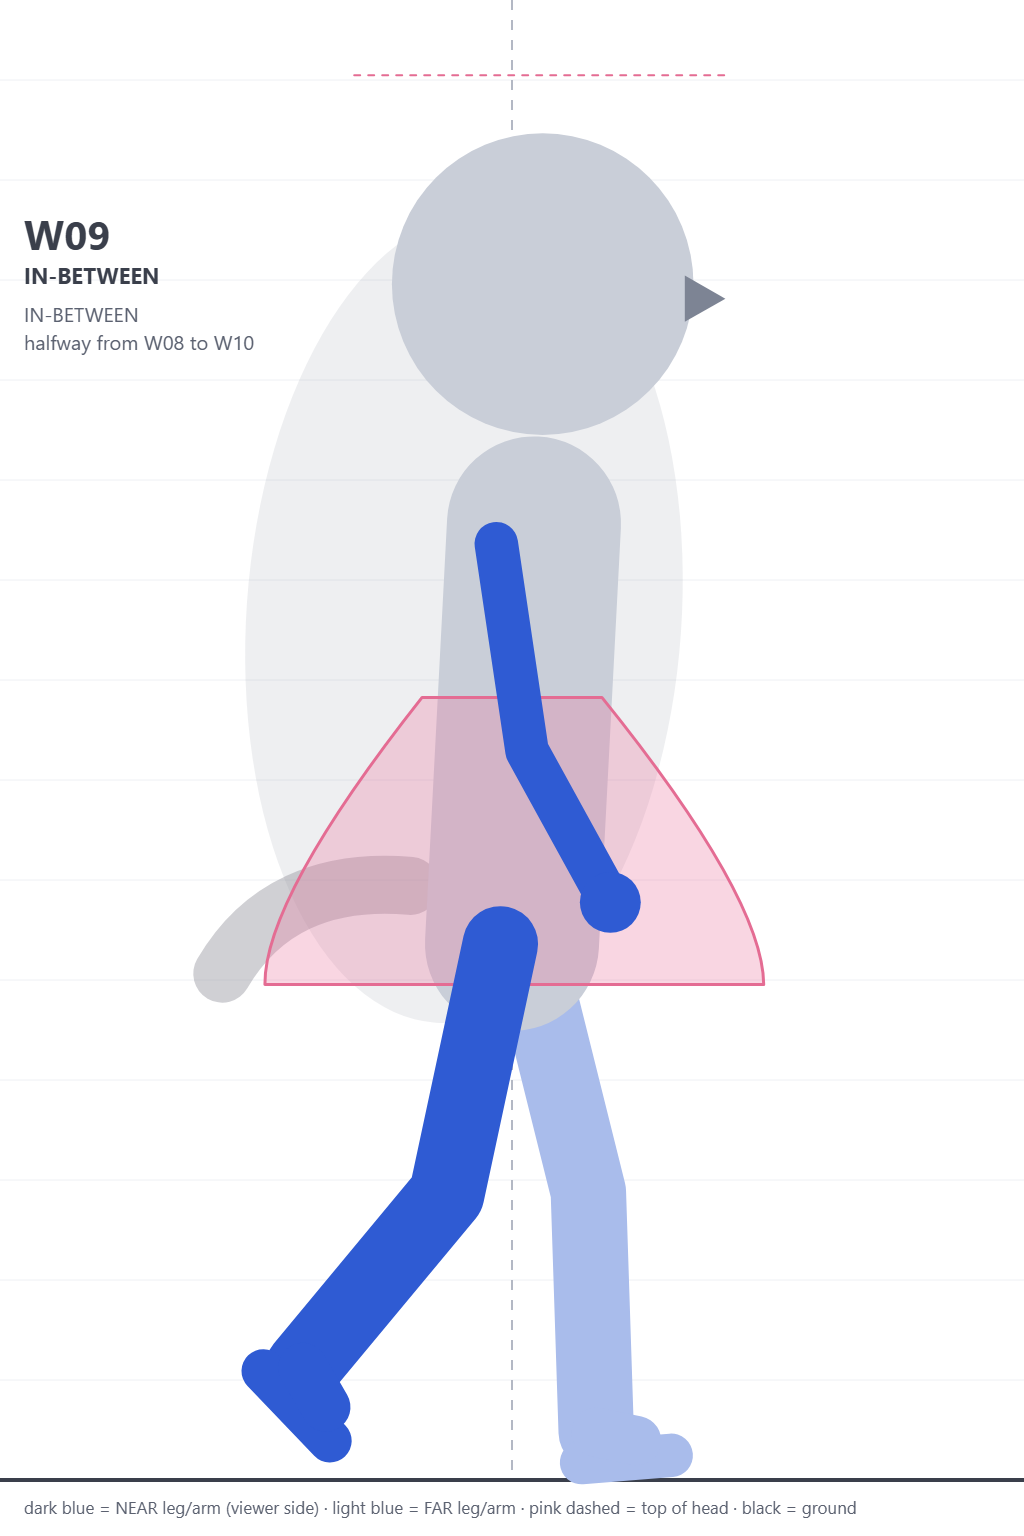 W09
IN-BETWEEN
IN-BETWEEN
halfway from W08 to W10
dark blue = NEAR leg/arm (viewer side) · light blue = FAR leg/arm · pink dashed = top of head · black = ground